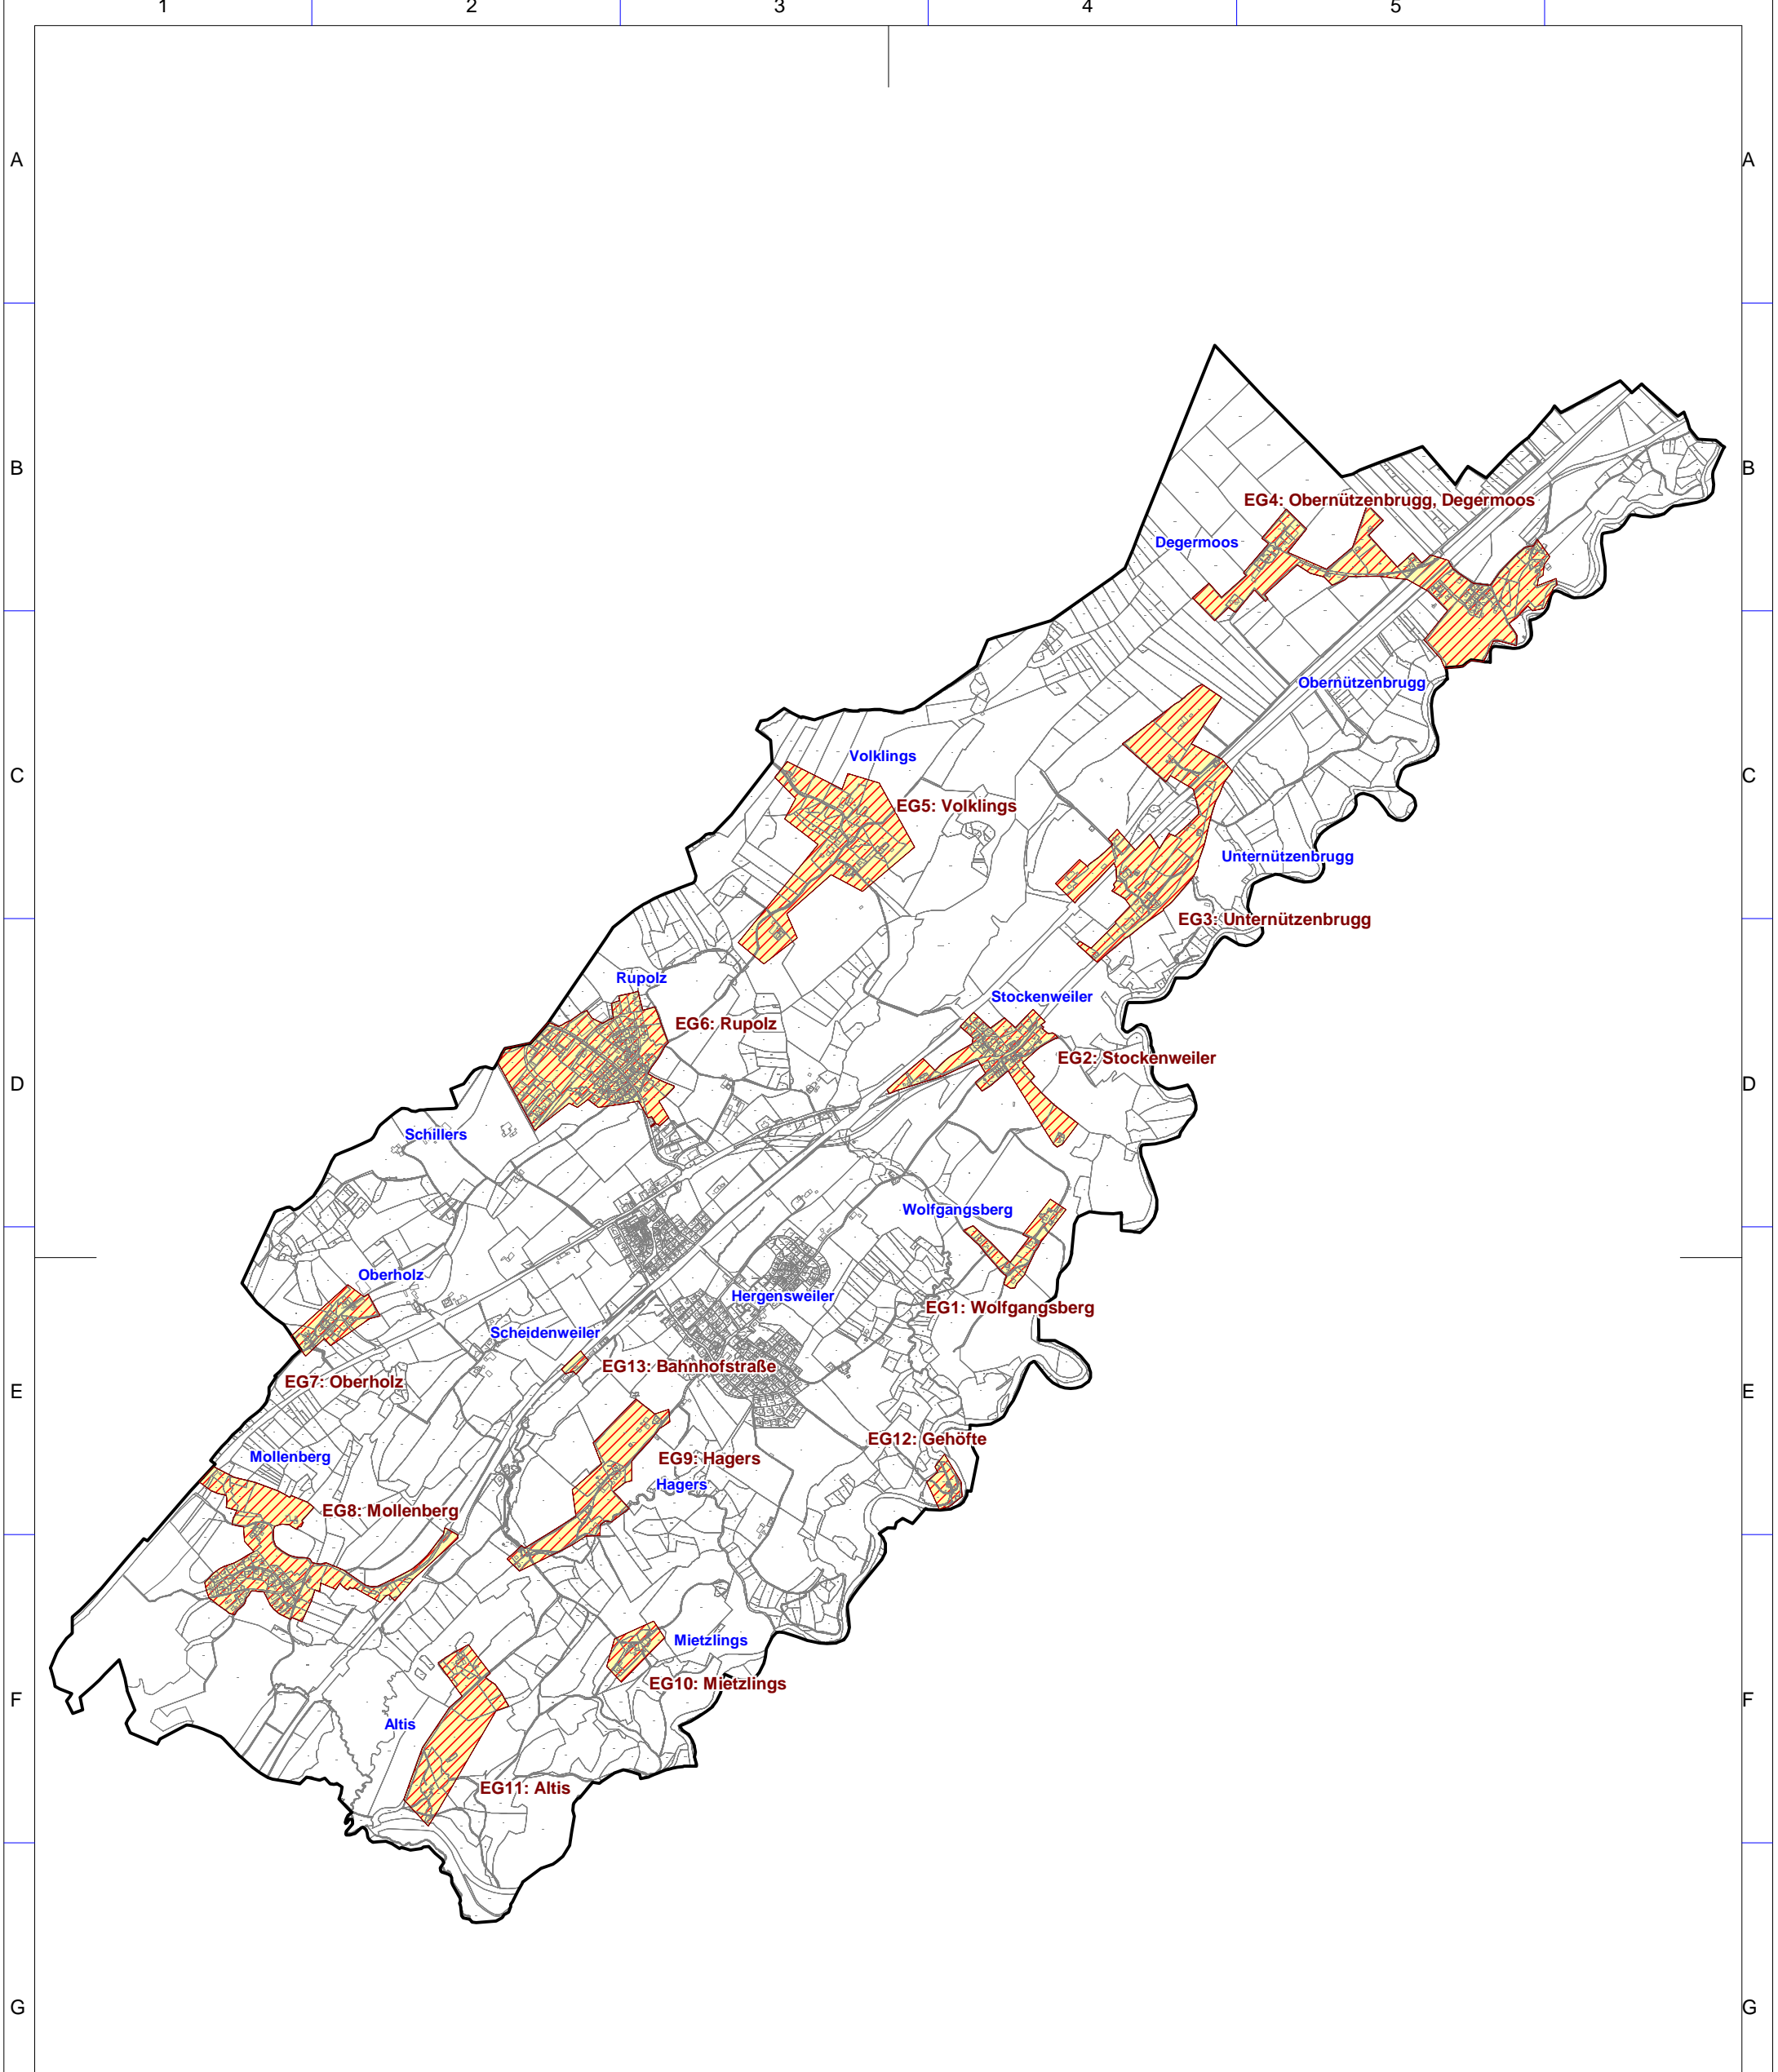 1 2 3 4 5
A A
B B
EG4: Obernützenbrugg, Degermoos
Degermoos
Obernützenbrugg
Volklings
C C
EG5: Volklings
Unternützenbrugg
EG3: Unternützenbrugg
Rupolz
Stockenweiler
EG6: Rupolz
EG2: Stockenweiler
D D
Schillers
Wolfgangsberg
Oberholz
Hergensweiler
EG1: Wolfgangsberg
Scheidenweiler
EG13: Bahnhofstraße
EG7: Oberholz
E E
EG12: Gehöfte
Mollenberg
EG9: Hagers
Hagers
EG8: Mollenberg
Mietzlings
EG10: Mietzlings
F F
Altis
EG11: Altis
G G